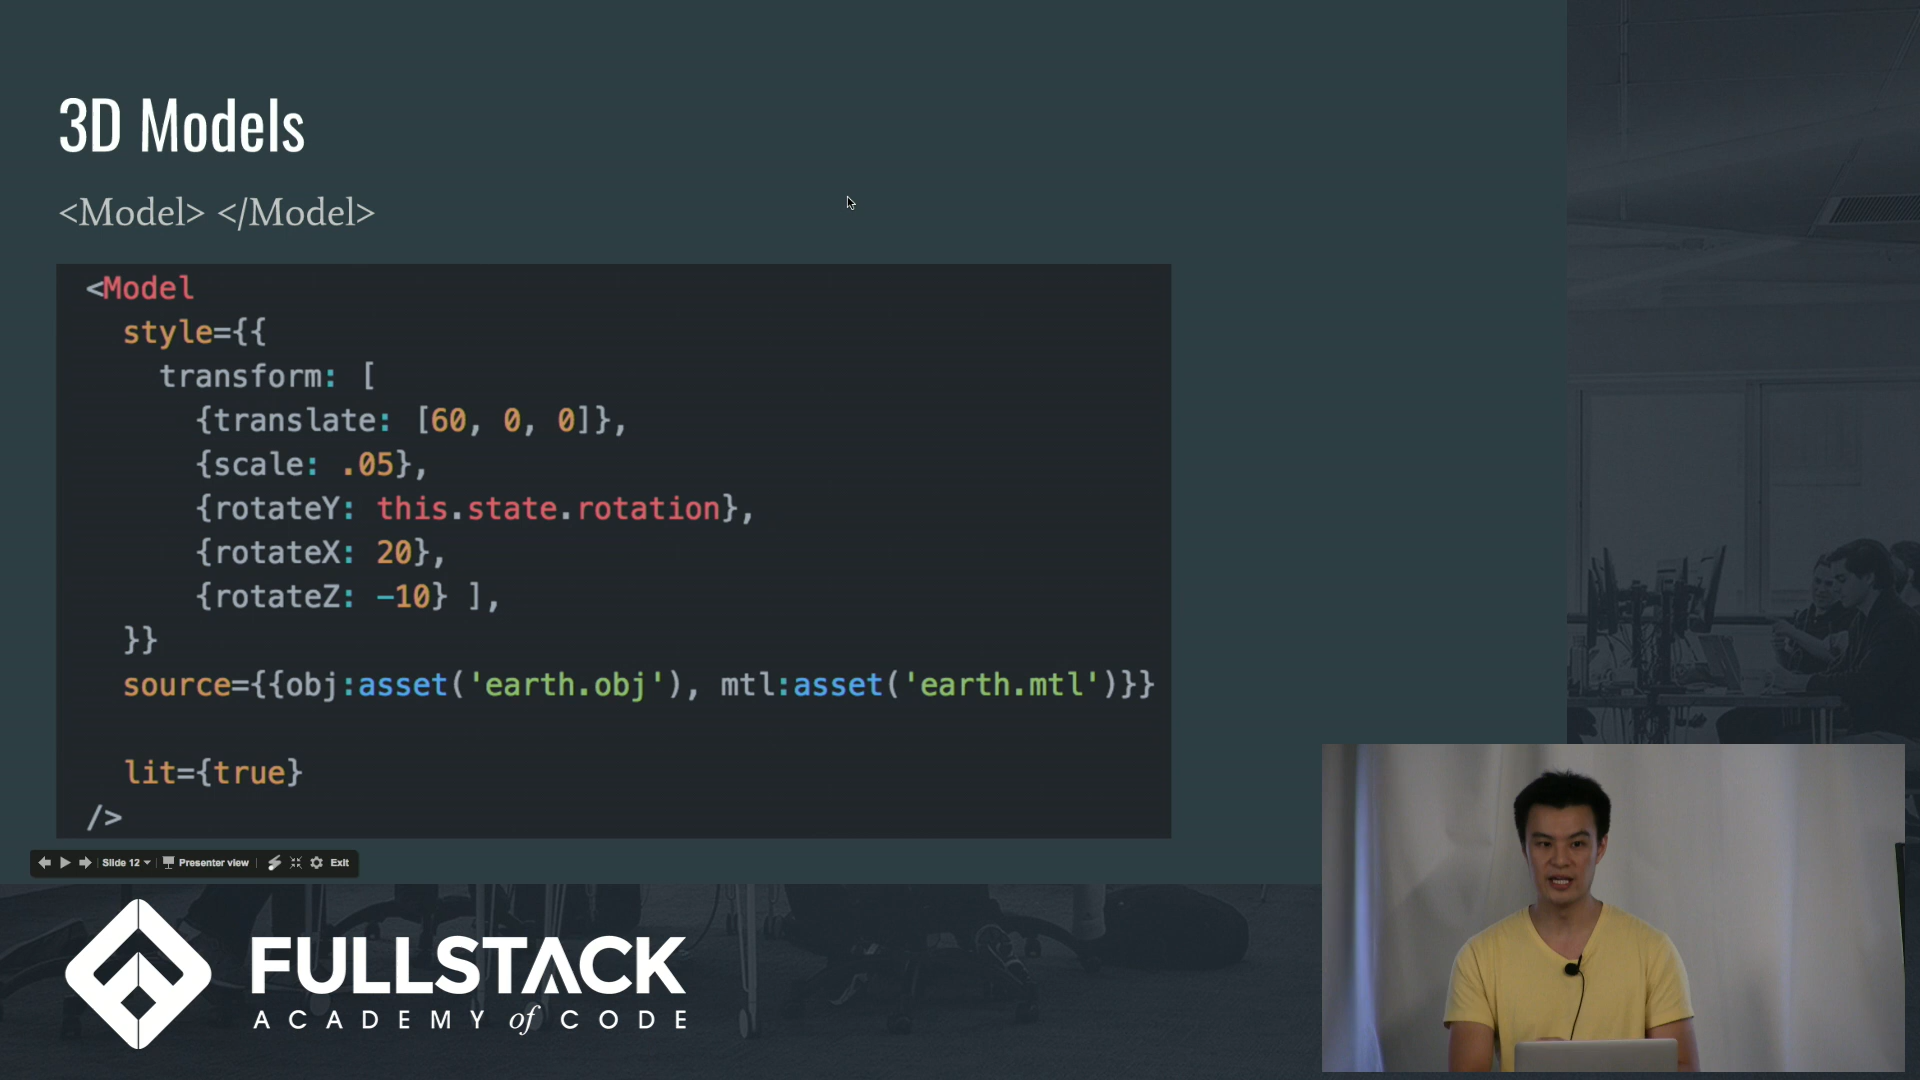 3D Models
<Model> </Model>
<Model
style={{
transform: [
{translate: [60, 0, 0]},
{scale: .05},
{rotateY: this.state.rotation},
{rotateX: 20},
{rotateZ: -10} ],
}}
source={{obj:asset('earth.obj'), mtl:asset('earth.mtl')}}
lit={true}
/>
Slide 12
Presenter view
Exit
FULLSTACK
ACADEMY of CODE